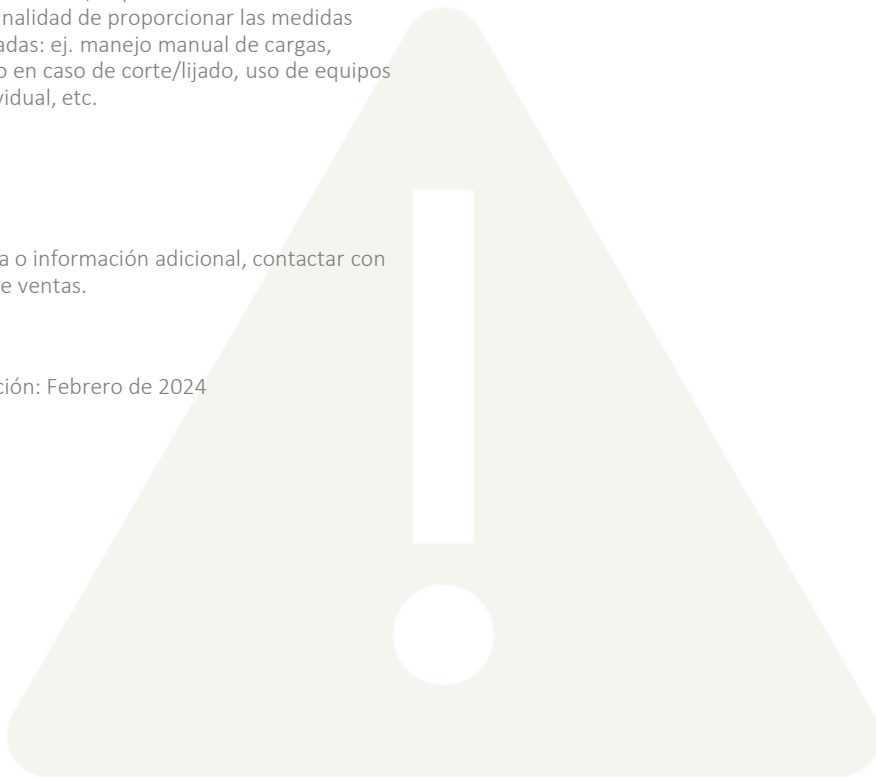 nalidad de proporcionar las medidas
adas: ej. manejo manual de cargas,
o en caso de corte/lijado, uso de equipos
vidual, etc.
a o información adicional, contactar con
e ventas.
ción: Febrero de 2024